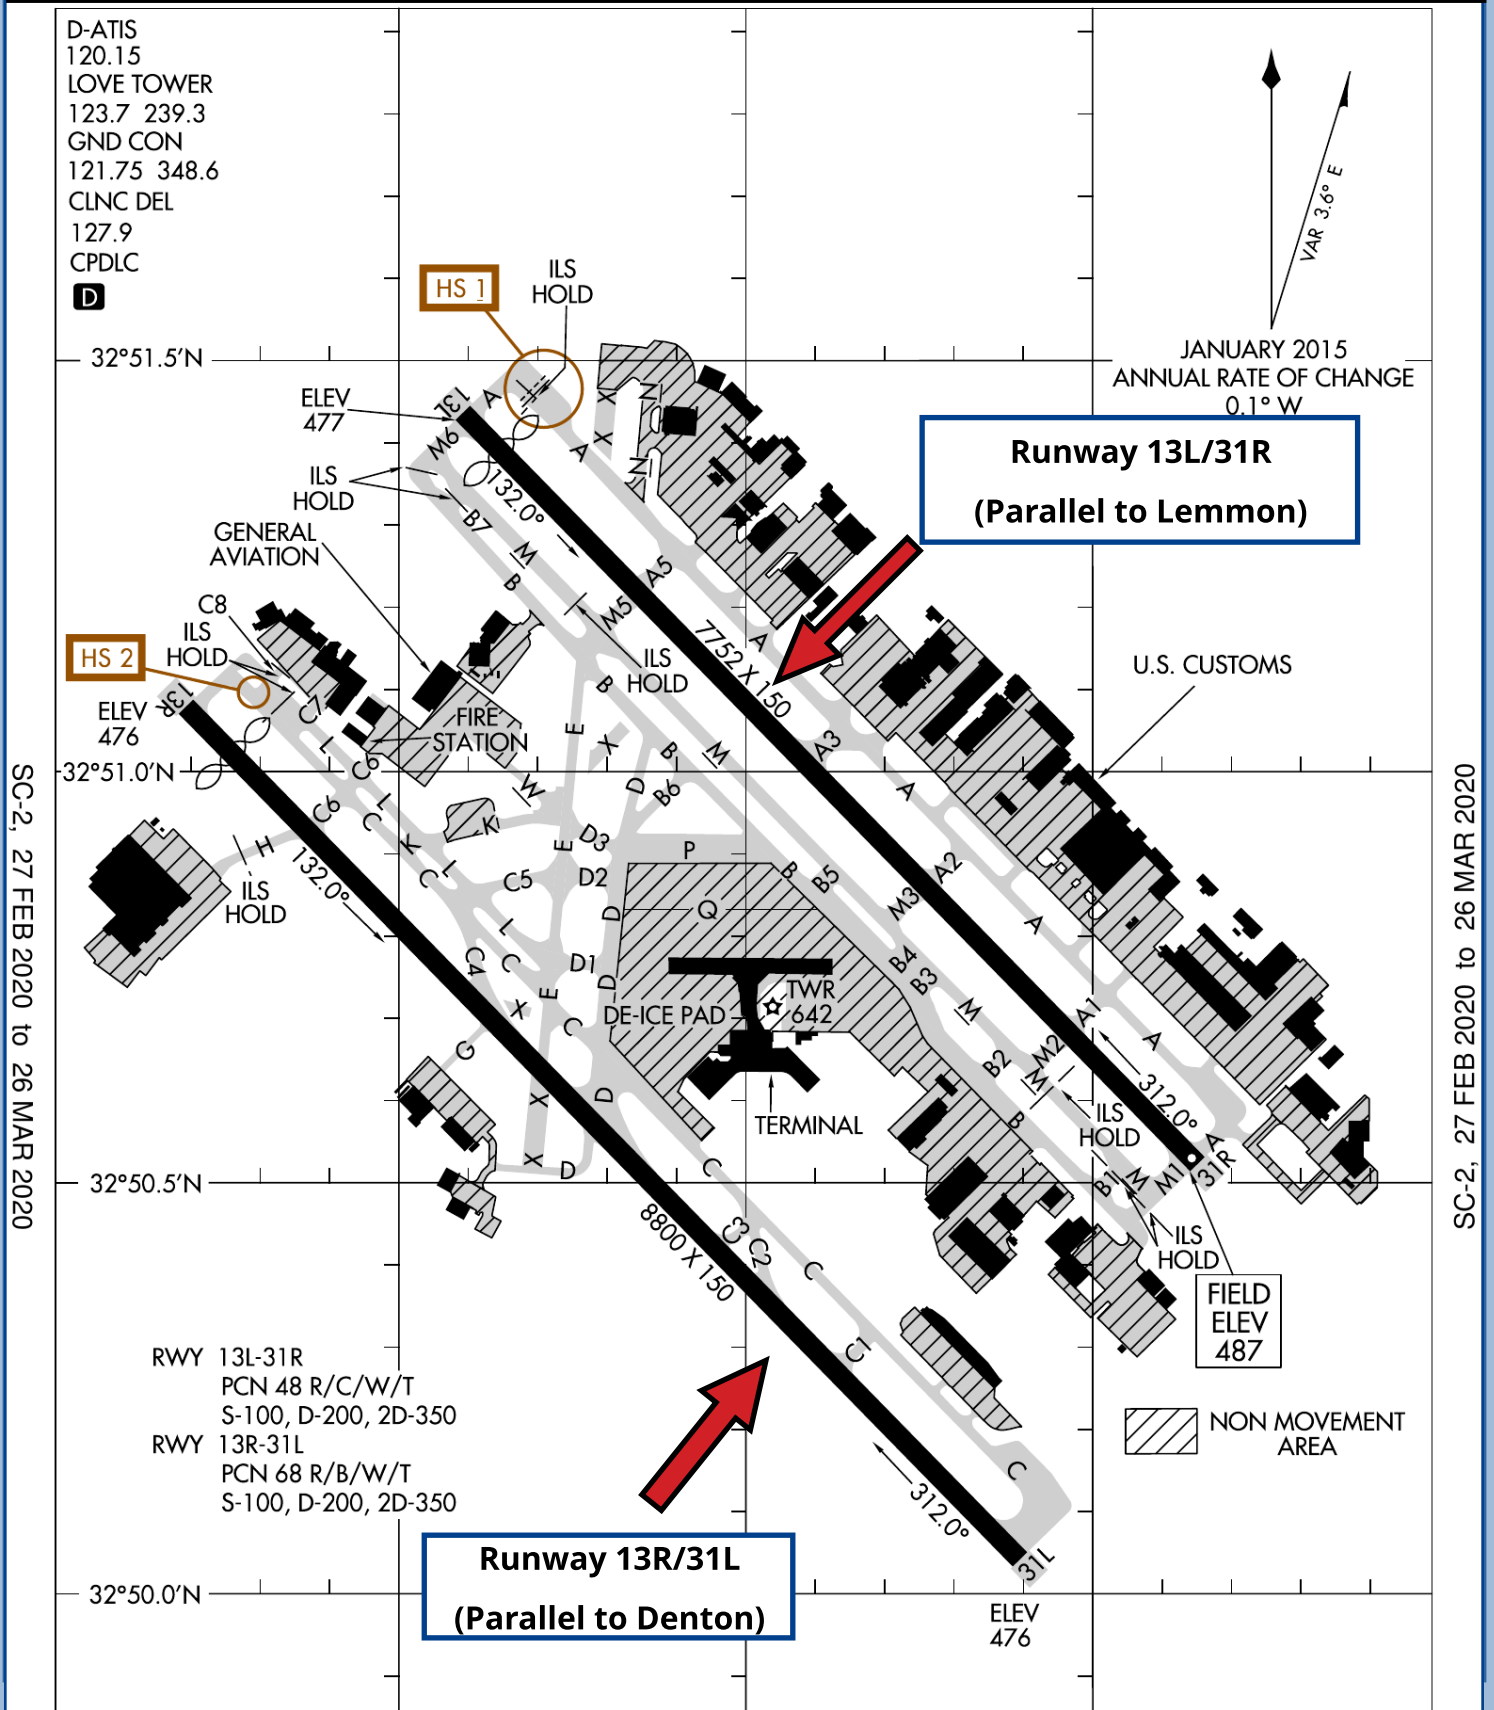 D-ATIS
120.15
LOVE TOWER
123.7 239.3
GND CON
121.75 348.6
CLNC DEL
127.9
CPDLC
D
HS 1
ILS
HOLD
VAR 3.6° E
JANUARY 2015
ANNUAL RATE OF CHANGE
0.1° W
32°51.5'N
ELEV
477
13L
A
M6
X
N
X
N
A
ILS
HOLD
132.0°
B7
M
B
GENERAL
AVIATION
Runway 13L/31R
(Parallel to Lemmon)
A5
M5
A
7752 X 150
ILS
HOLD
C8
ILS
HOLD
HS 2
13R
ELEV
476
C7
L
FIRE
STATION
B
E
X
B
M
A3
U.S. CUSTOMS
32°51.0'N
C6
C6
L
C
W
D
B6
A
K
K
L
C
E
D3
P
B
B5
A2
H
132.0°
ILS
HOLD
C5
D2
D
Q
M3
A
L
C4
C
D1
E
D
X
C
B4
B3
M
TWR
642
DE-ICE PAD
A1
A
G
X
D
M2
B2
M
312.0°
B
ILS
HOLD
TERMINAL
A
31R
M1
M
B1
X
D
C
32°50.5'N
ILS
HOLD
8800 X 150
C3
C2
C
C1
FIELD
ELEV
487
RWY 13L-31R
PCN 48 R/C/W/T
S-100, D-200, 2D-350
RWY 13R-31L
PCN 68 R/B/W/T
S-100, D-200, 2D-350
NON MOVEMENT
AREA
C
312.0°
31L
Runway 13R/31L
(Parallel to Denton)
32°50.0'N
ELEV
476
SC-2, 27 FEB 2020 to 26 MAR 2020
SC-2, 27 FEB 2020 to 26 MAR 2020